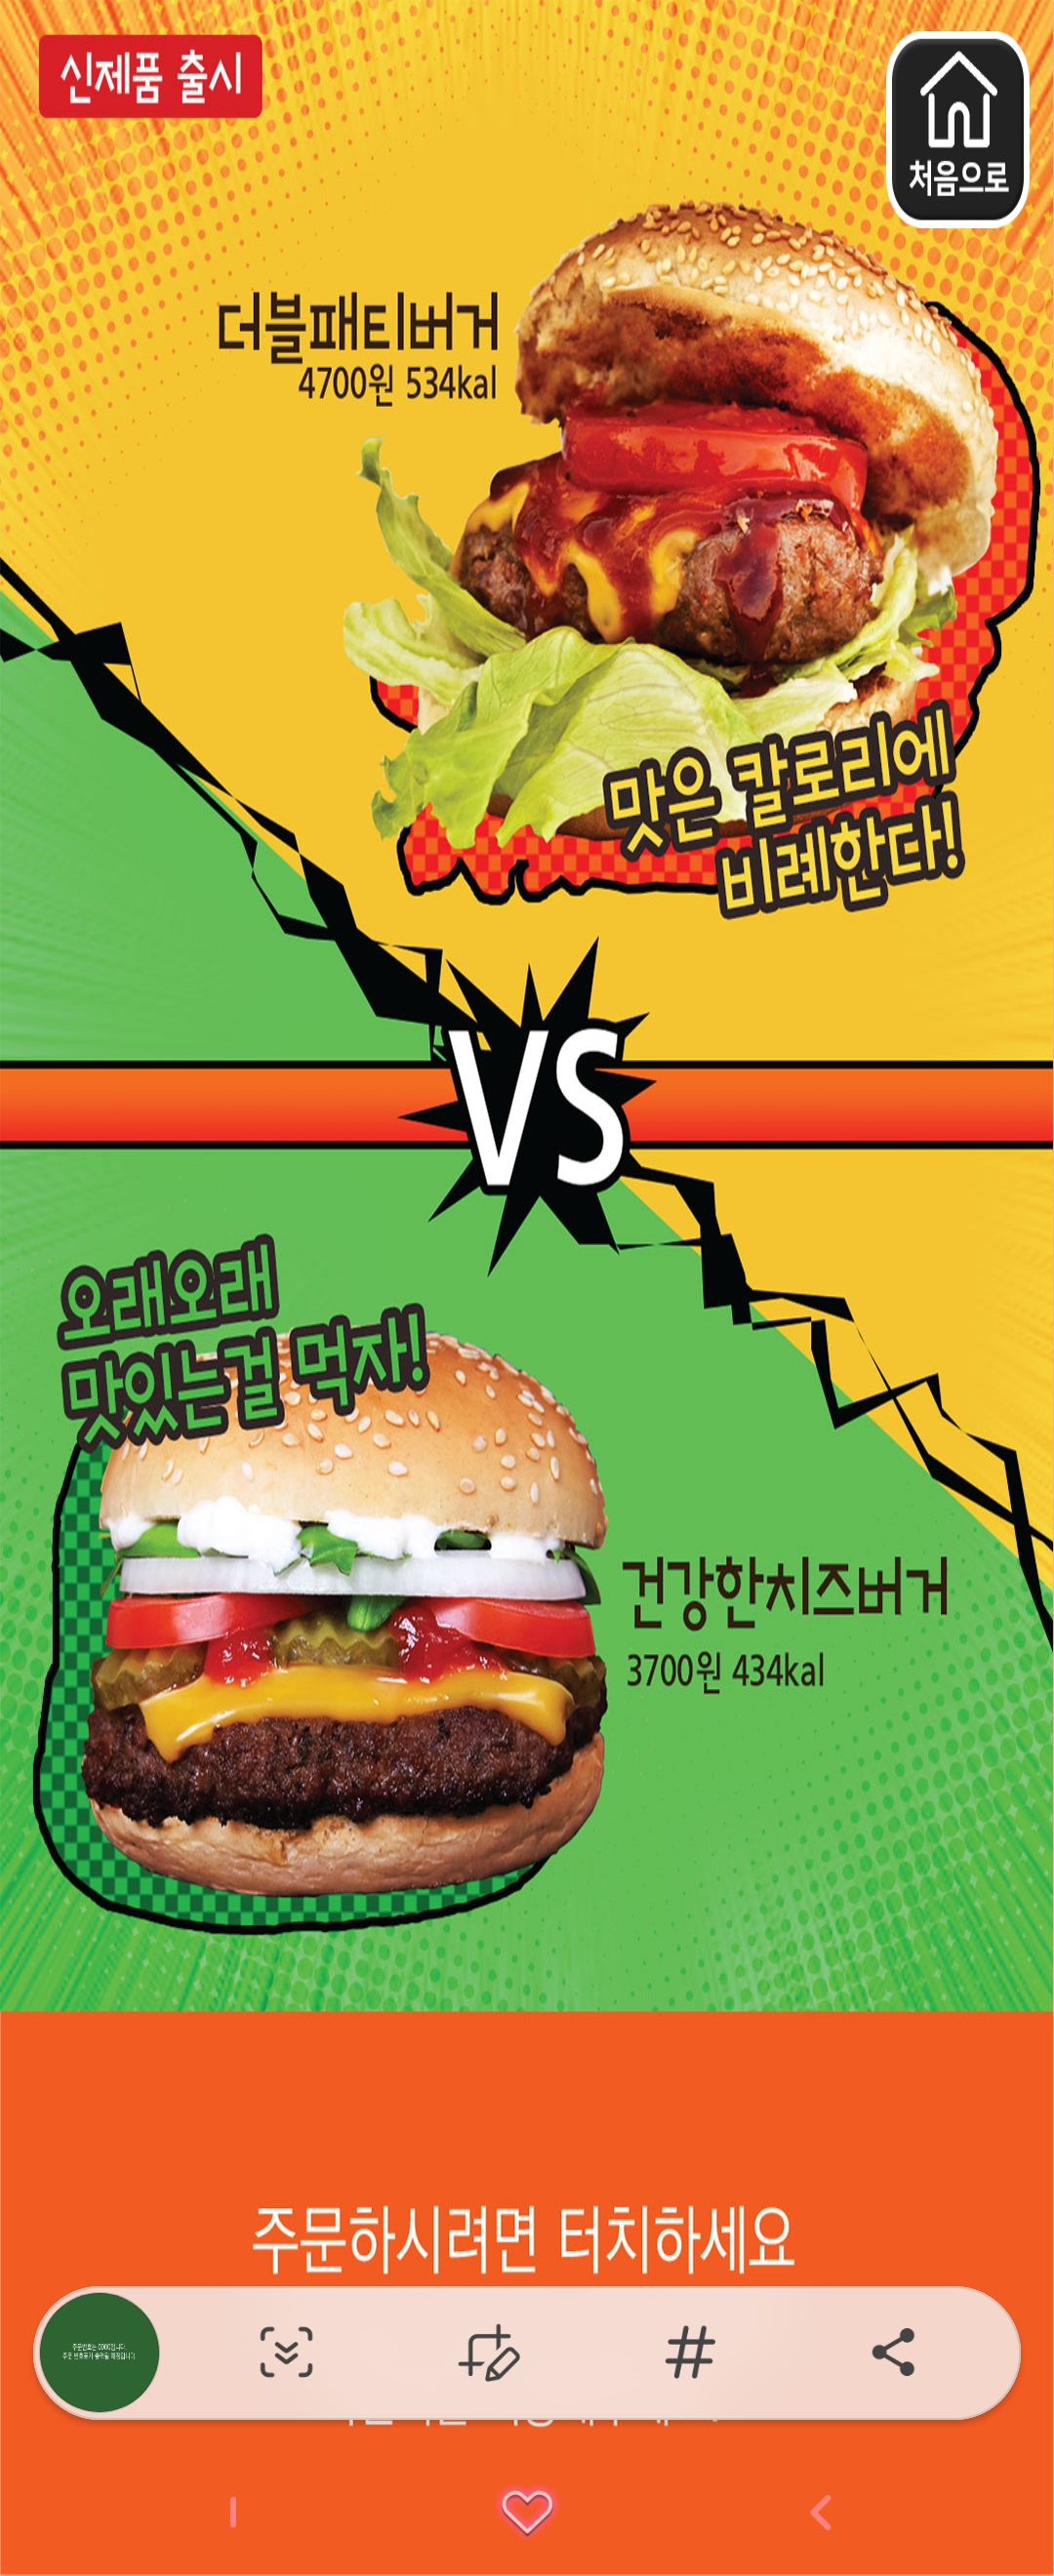 신제품 출시
처음으로
더블패티버거
4700원 534kal
맛은 칼로리에
비례한다!
VS
오래오래
맛있는걸 먹자!
건강한치즈버거
3700원 434kal
주문하시려면 터치하세요